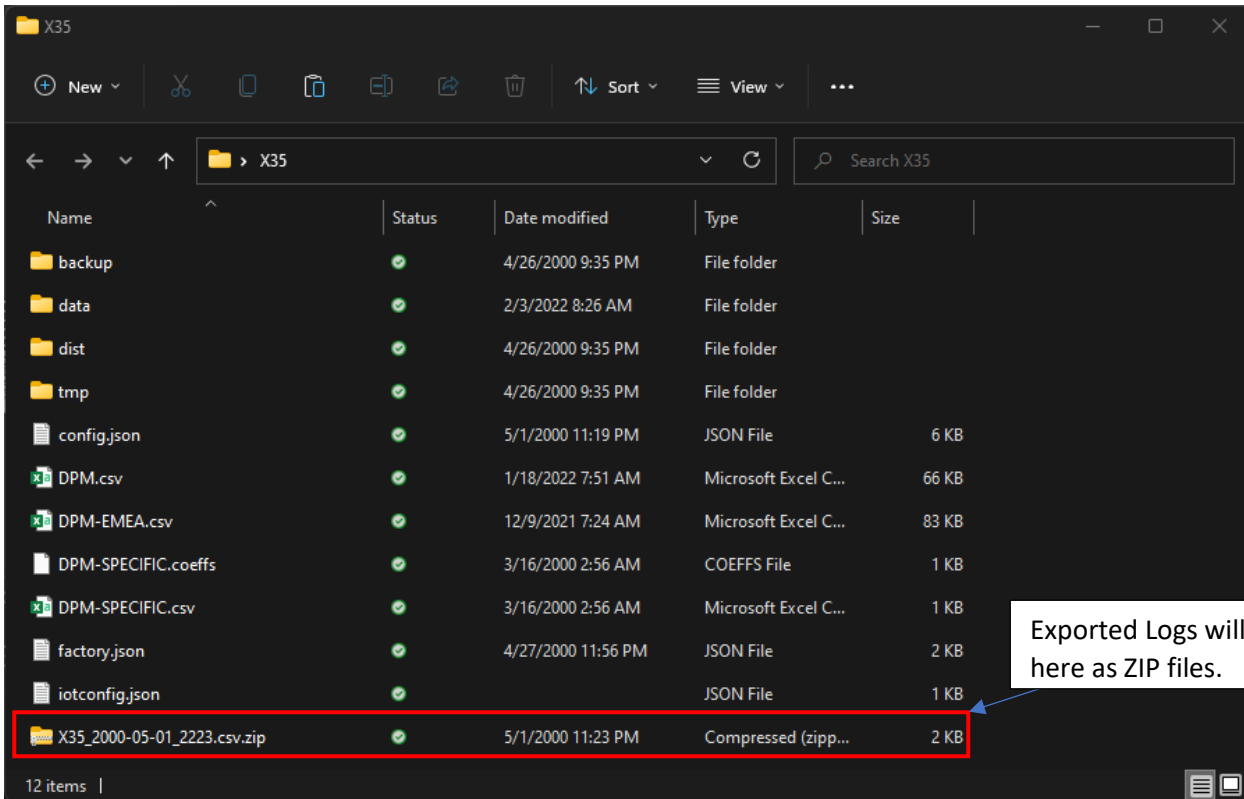 X35
New
Sort
View
X35
Search X35
Name Status Date modified Type Size
backup 4/26/2000 9:35 PM File folder
data 2/3/2022 8:26 AM File folder
dist 4/26/2000 9:35 PM File folder
tmp 4/26/2000 9:35 PM File folder
config.json 5/1/2000 11:19 PM JSON File 6 KB
DPM.csv 1/18/2022 7:51 AM Microsoft Excel C... 66 KB
DPM-EMEA.csv 12/9/2021 7:24 AM Microsoft Excel C... 83 KB
DPM-SPECIFIC.coeffs 3/16/2000 2:56 AM COEFFS File 1 KB
DPM-SPECIFIC.csv 3/16/2000 2:56 AM Microsoft Excel C... 1 KB
factory.json 4/27/2000 11:56 PM JSON File 2 KB
iotconfig.json JSON File 1 KB
X35_2000-05-01_2223.csv.zip 5/1/2000 11:23 PM Compressed (zipp... 2 KB
Exported Logs will
here as ZIP files.
12 items